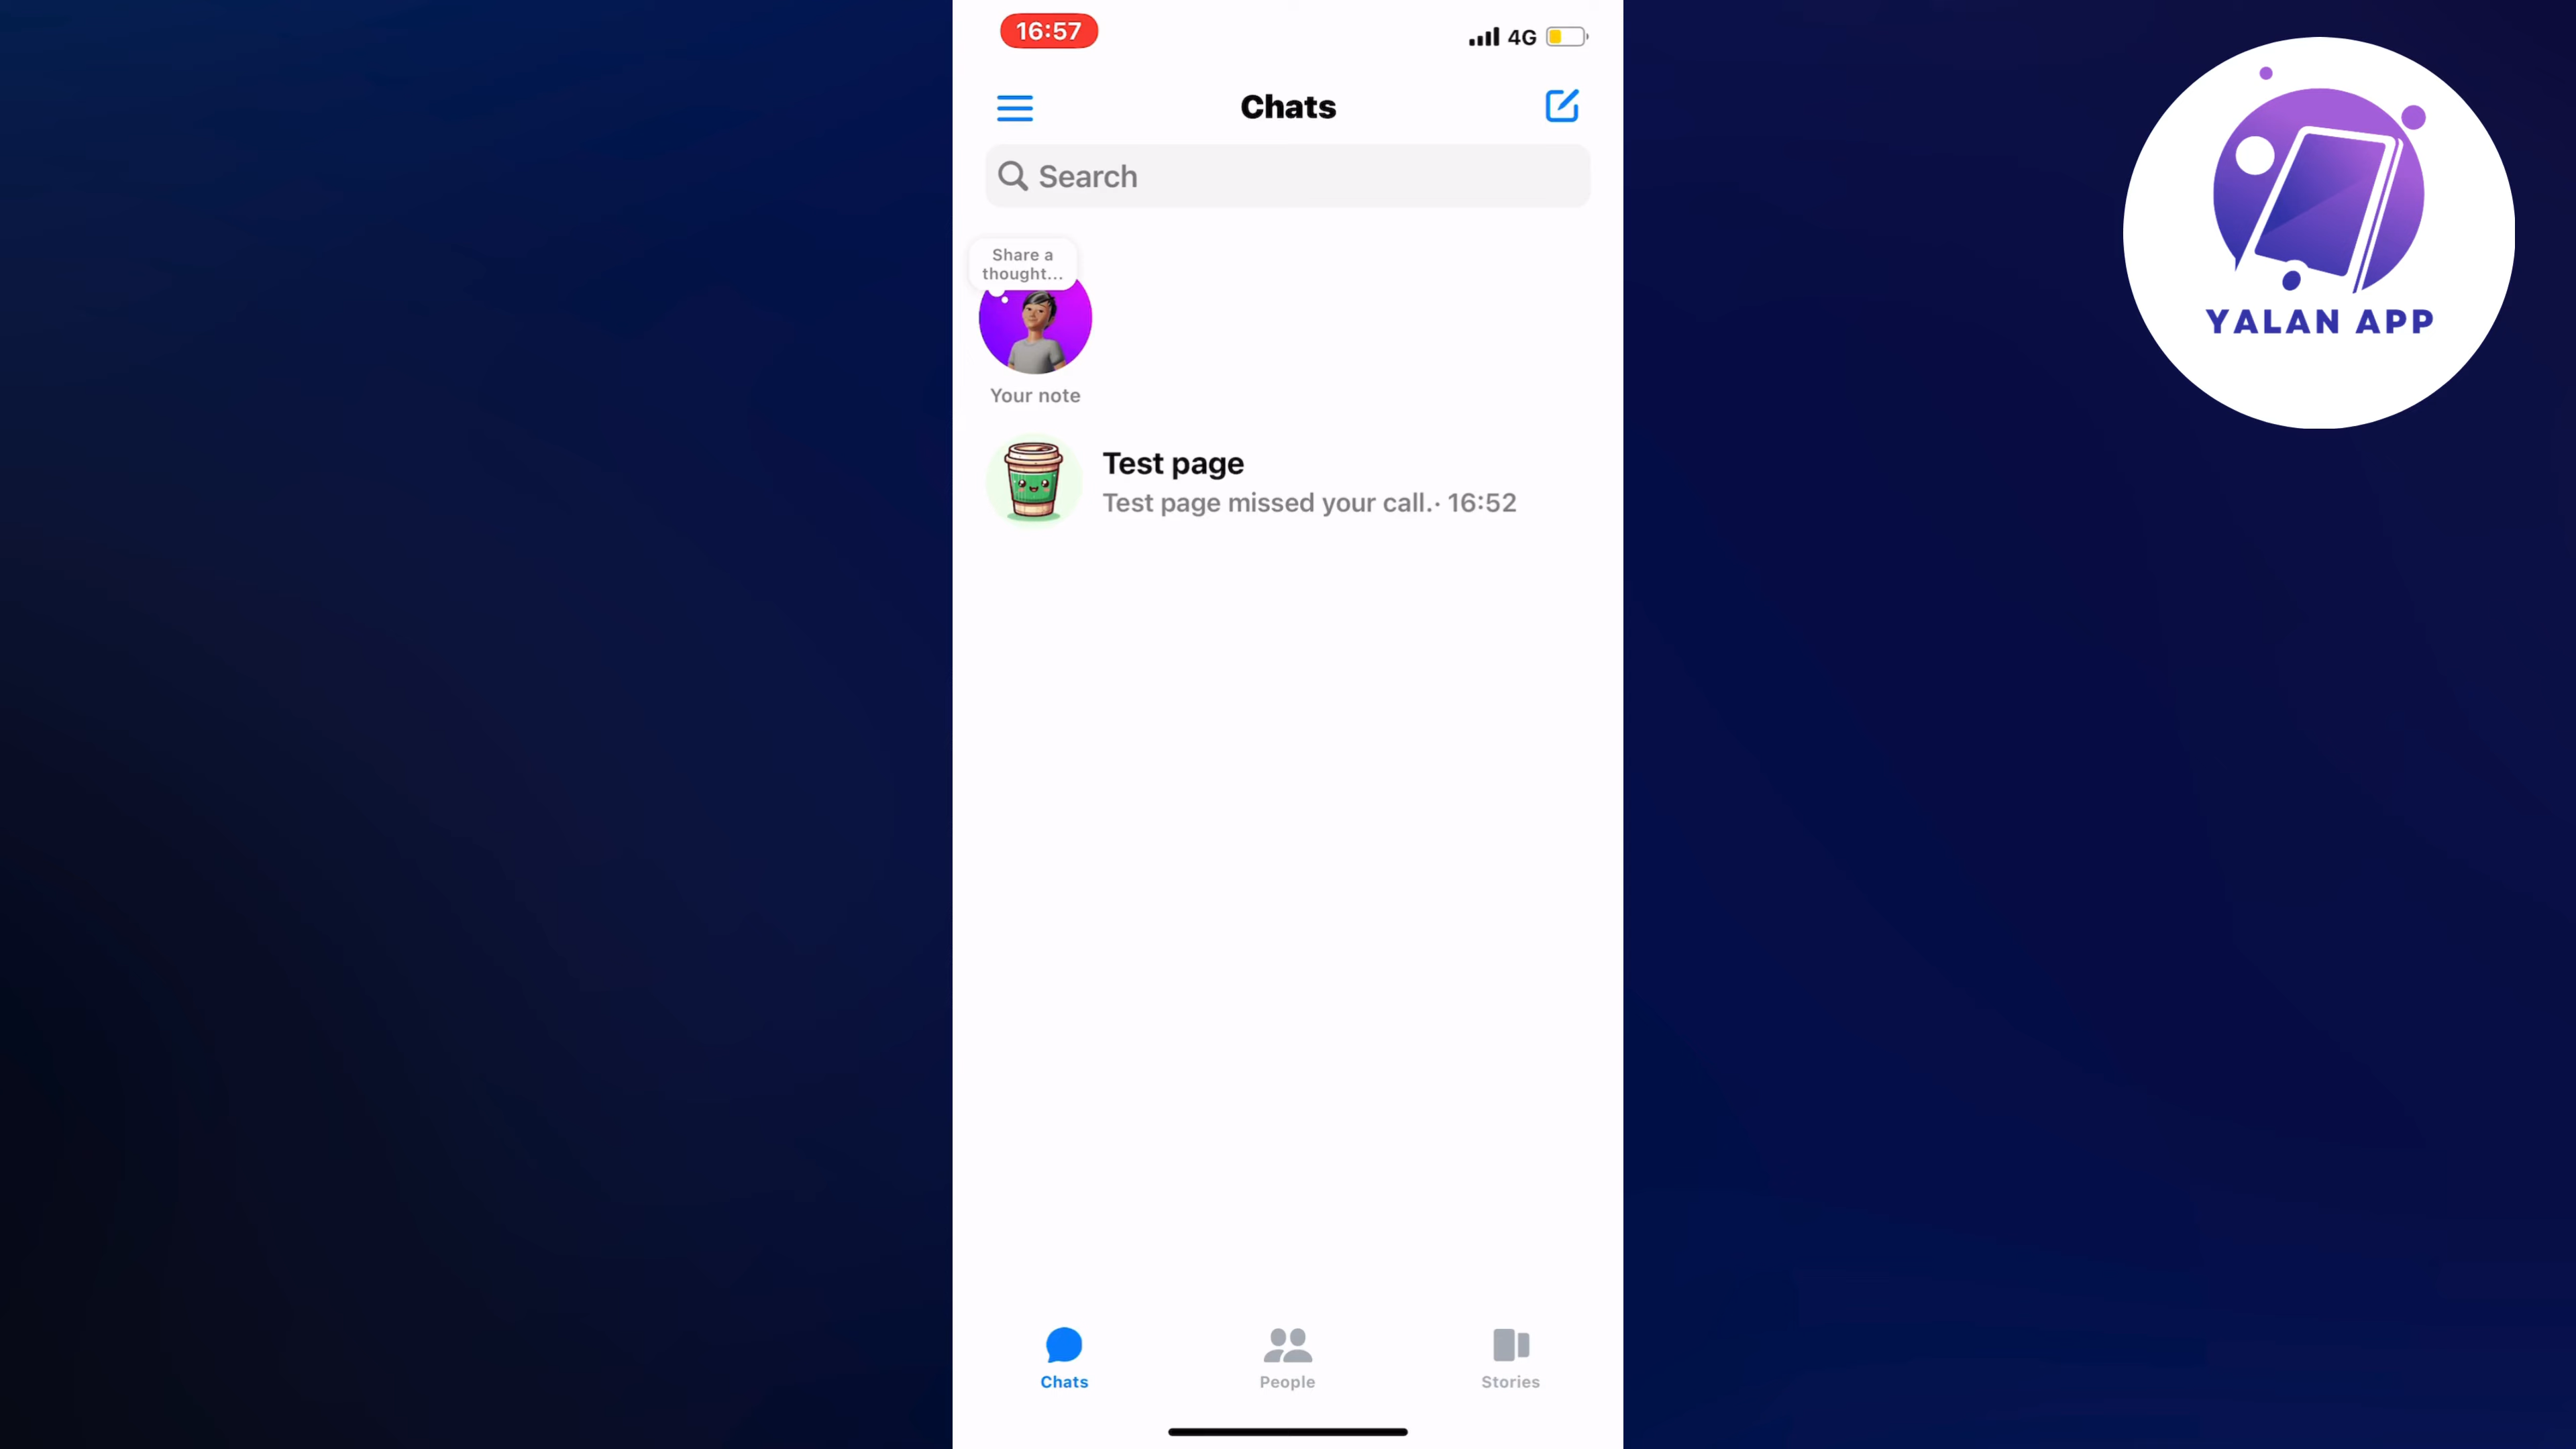 16:57
4G
Chats
Search
Share a
thought...
Your note
Test page
Test page missed your call.· 16:52
Chats
People
Stories
YALAN APP